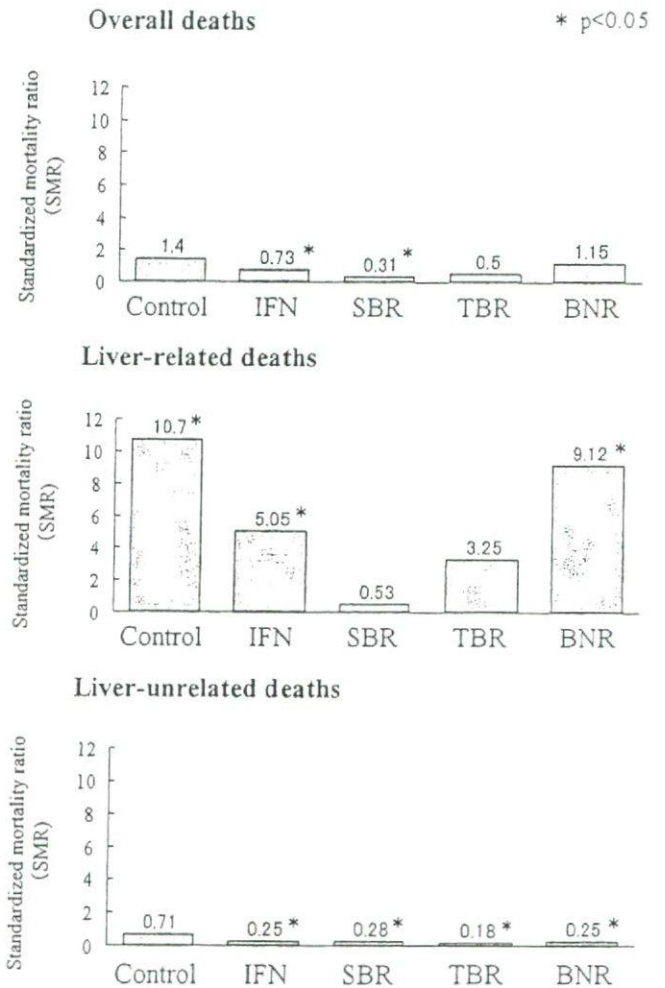 Overall deaths
* p<0.05
Standardized mortality ratio
(SMR)
12
10
8
6
4
2
0
1.4
0.73 *
0.31 *
0.5
1.15
Control IFN SBR TBR BNR
Liver-related deaths
Standardized mortality ratio
(SMR)
12
10
8
6
4
2
0
10.7 *
5.05 *
0.53
3.25
9.12 *
Control IFN SBR TBR BNR
Liver-unrelated deaths
Standardized mortality ratio
(SMR)
12
10
8
6
4
2
0
0.71
0.25 *
0.28 *
0.18 *
0.25 *
Control IFN SBR TBR BNR